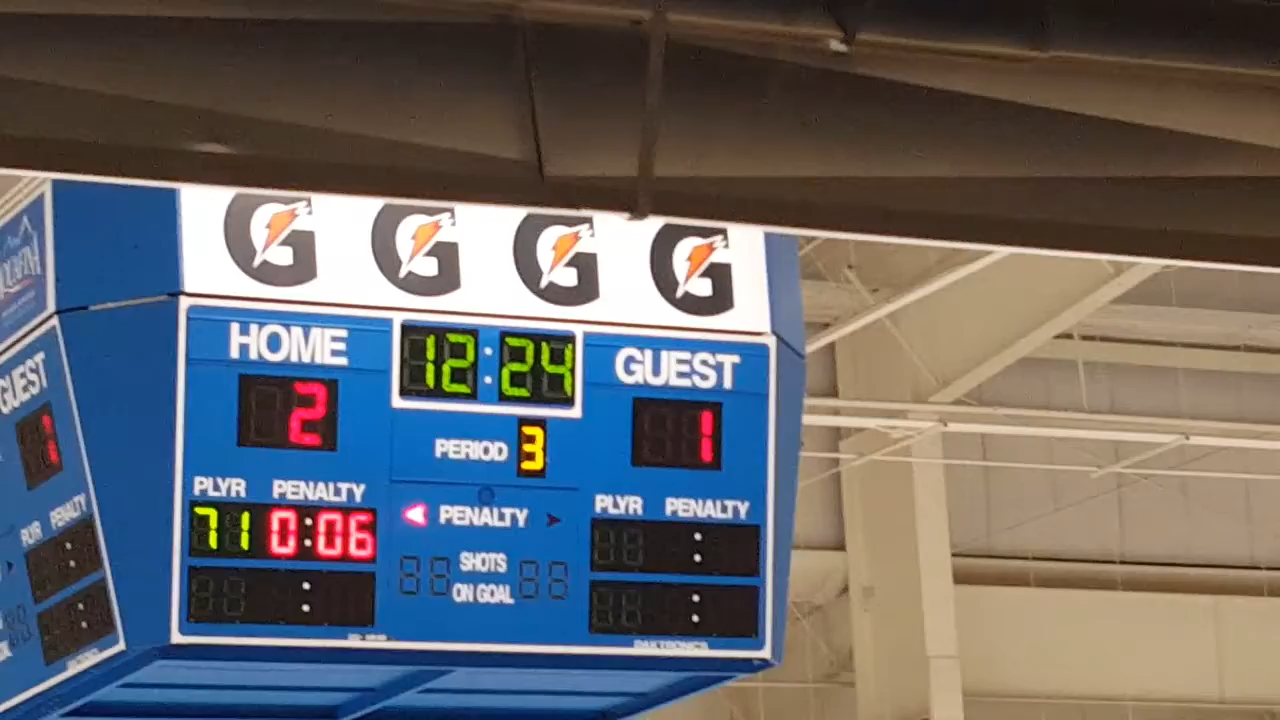 G G G G
HOME 12:24 GUEST
2 1
PERIOD 3
PLYR PENALTY PENALTY PLYR PENALTY
71 0:06
SHOTS
ON GOAL
DAKTRONICS
GUEST
1
PLYR PENALTY